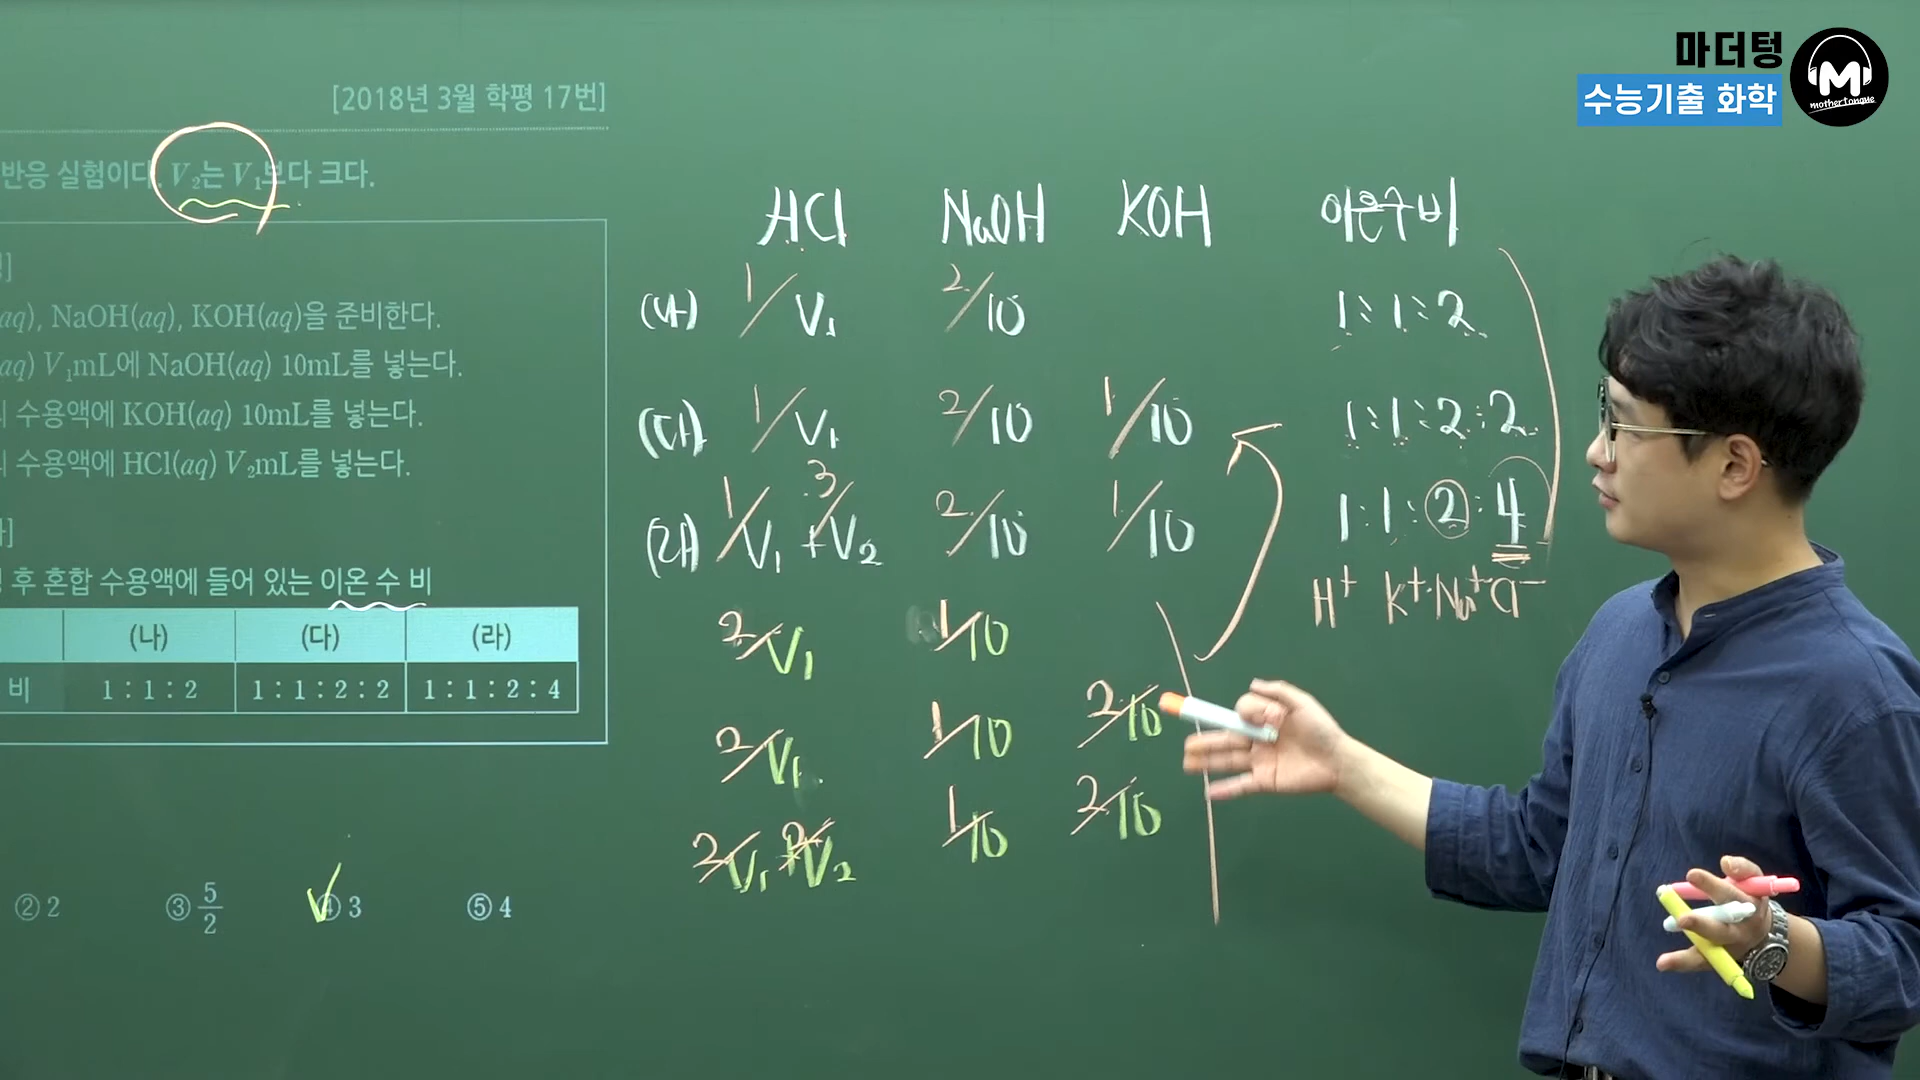 마더텅
수능기출 화학
M
mothertongue
[2018년 3월 학평 17번]
반응 실험이다. V₂는 V₁보다 크다.
aq), NaOH(aq), KOH(aq)을 준비한다.
aq) V₁mL에 NaOH(aq) 10mL를 넣는다.
의 수용액에 KOH(aq) 10mL를 넣는다.
의 수용액에 HCl(aq) V₂mL를 넣는다.
후 혼합 수용액에 들어 있는 이온 수 비
(나) (다) (라)
비 1 : 1 : 2 1 : 1 : 2 : 2 1 : 1 : 2 : 4
② 2 ③ 5/2 ④ 3 ⑤ 4
HCl NaOH KOH 이온수비
(나) 1/V₁ 2/10 1:1:2
(다) 1/V₁ 2/10 1/10 1:1:2:2
(라) 1/V₁ + 3/V₂ 2/10 1/10 1:1:2:4
H⁺ K⁺ Na⁺ Cl⁻
2/V₁ 1/10
2/V₁ 1/10 2/10
2/V₁ + 2/V₂ 1/10 2/10